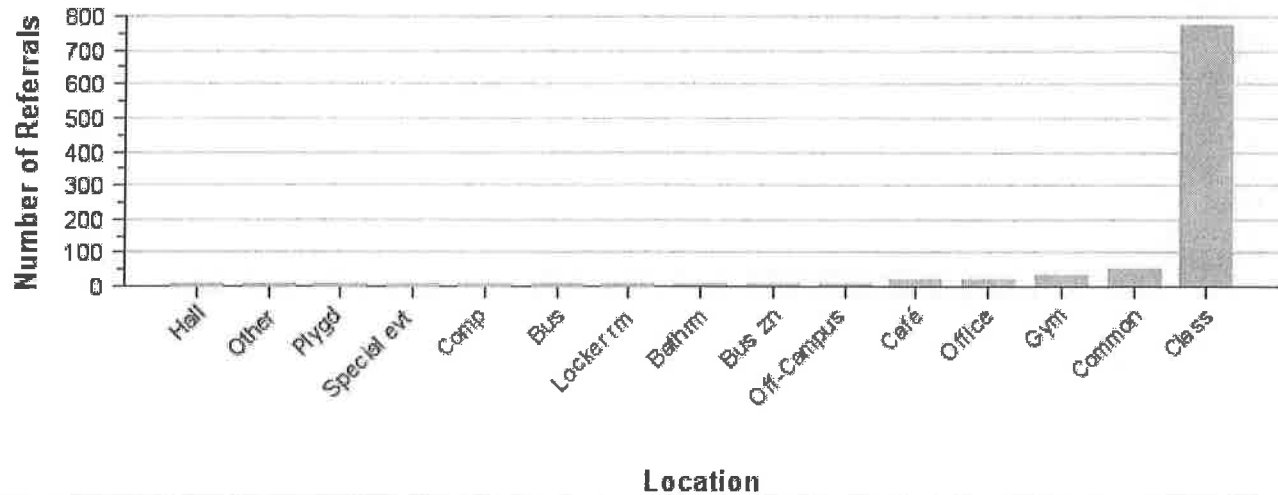 Number of Referrals
800
700
600
500
400
300
200
100
0
Hall
Other
Plygd
Special evt
Comp
Bus
Locker rm
Bathrm
Bus zn
Off-Campus
Café
Office
Gym
Common
Class
Location